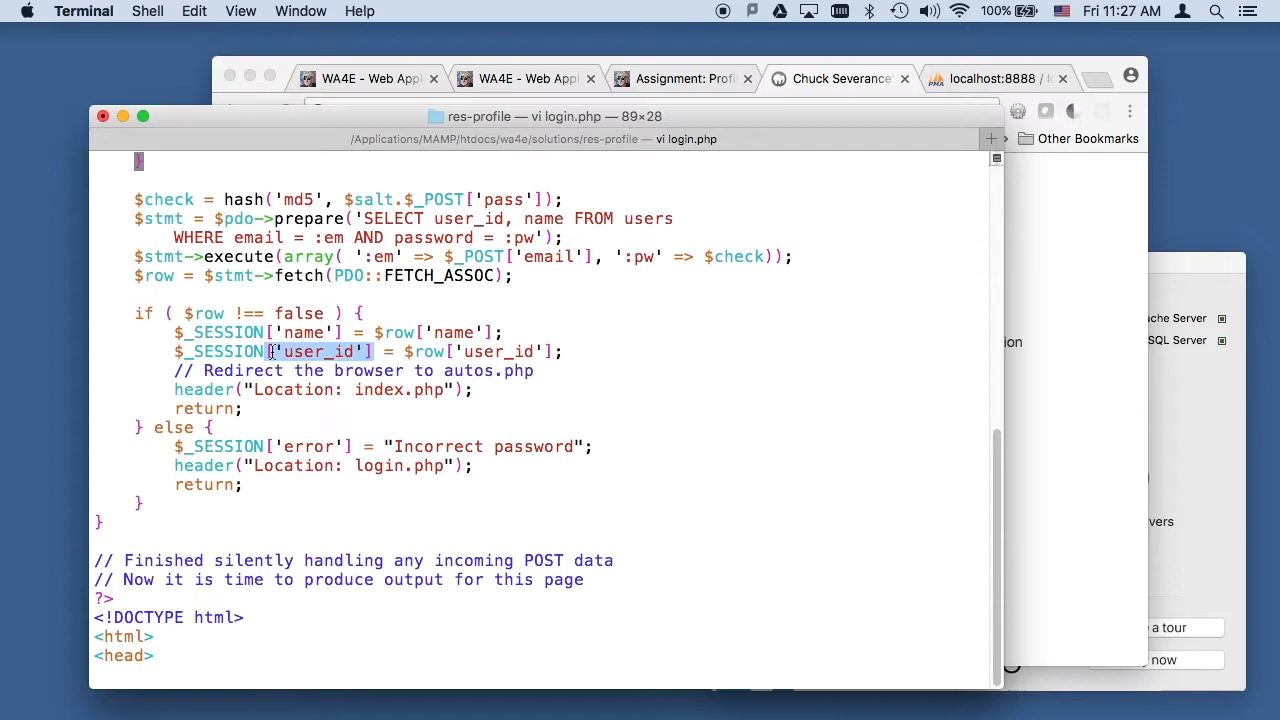 Terminal Shell Edit View Window Help 100% Fri 11:27 AM
WA4E - Web Appl WA4E - Web Appl Assignment: Profi Chuck Severance' localhost:8888 / lo
res-profile — vi login.php — 89×28
/Applications/MAMP/htdocs/wa4e/solutions/res-profile — vi login.php
Other Bookmarks
}
$check = hash('md5', $salt.$_POST['pass']);
$stmt = $pdo->prepare('SELECT user_id, name FROM users
WHERE email = :em AND password = :pw');
$stmt->execute(array( ':em' => $_POST['email'], ':pw' => $check));
$row = $stmt->fetch(PDO::FETCH_ASSOC);
if ( $row !== false ) {
$_SESSION['name'] = $row['name'];
$_SESSION['user_id'] = $row['user_id'];
// Redirect the browser to autos.php
header("Location: index.php");
return;
} else {
$_SESSION['error'] = "Incorrect password";
header("Location: login.php");
return;
}
}
// Finished silently handling any incoming POST data
// Now it is time to produce output for this page
?>
<!DOCTYPE html>
<html>
<head>
ache Server
SQL Server
ion
vers
a tour
now